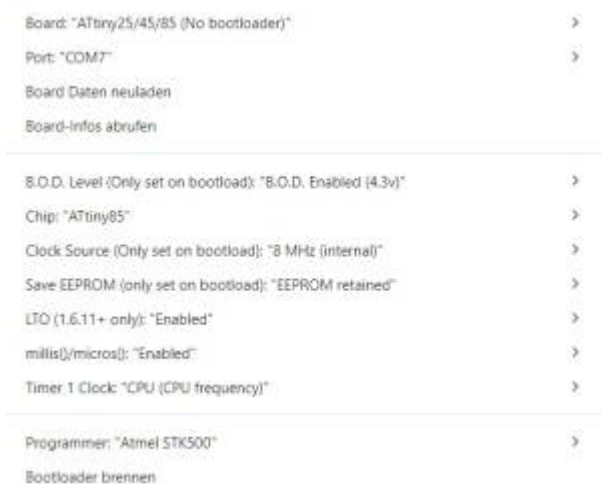 Board: "ATtiny25/45/85 (No bootloader)"
Port: "COM7"
Board Daten neuladen
Board-Infos abrufen
B.O.D. Level (Only set on bootload): "B.O.D. Enabled (4.3v)"
Chip: "ATtiny85"
Clock Source (Only set on bootload): "8 MHz (internal)"
Save EEPROM (only set on bootload): "EEPROM retained"
LTO (1.6.11+ only): "Enabled"
millis()/micros(): "Enabled"
Timer 1 Clock: "CPU (CPU frequency)"
Programmer: "Atmel STK500"
Bootloader brennen